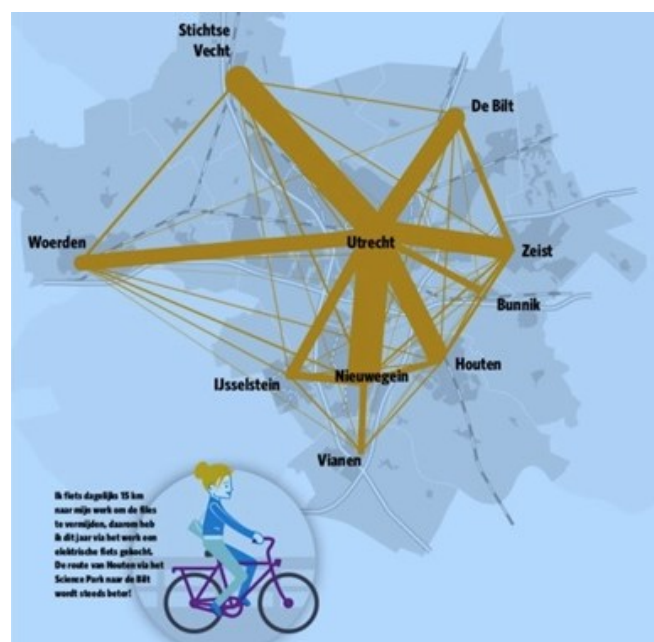 Stichtse
Vecht
De Bilt
Woerden
Utrecht
Zeist
Bunnik
Houten
Nieuwegein
IJsselstein
Vianen
Ik fiets dagelijks 15 km
naar mijn werk om de files
te vermijden, daarom heb
ik dit jaar via het werk een
elektrische fiets gekocht.
De route van Houten via het
Science Park naar de Bilt
wordt steeds beter!